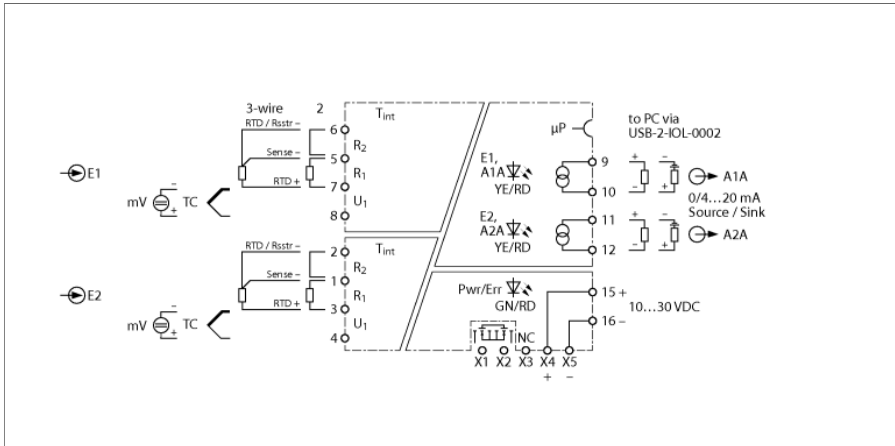 3-wire 2
RTD / Rsstr –
6
Tint
Sense –
5
R2
R1
RTD +
7
U1
8
E1
mV
–
+
TC
RTD / Rsstr –
2
Tint
Sense –
1
R2
R1
RTD +
3
U1
4
E2
mV
–
+
TC
µP
to PC via
USB-2-IOL-0002
E1,
A1A
YE/RD
9
10
+
–
–
+
A1A
0/4…20 mA
Source / Sink
E2,
A2A
YE/RD
11
12
+
–
–
+
A2A
Pwr/Err
GN/RD
15 +
10…30 VDC
16 –
NC
X1 X2 X3 X4 X5
+ –